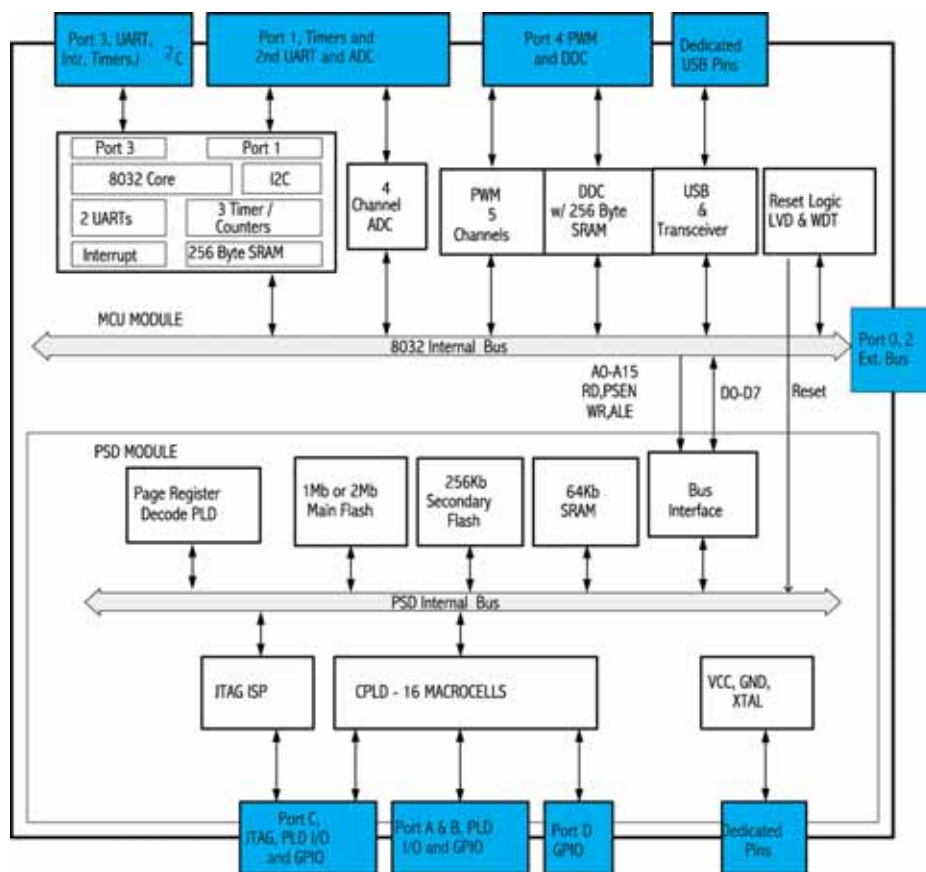 Port 3, UART,
Intr, Timers,I 2C
Port 1, Timers and
2nd UART and ADC
Port 4 PWM
and DDC
Dedicated
USB Pins
Port 3
Port 1
8032 Core
I2C
2 UARTs
3 Timer /
Counters
Interrupt
256 Byte SRAM
4
Channel
ADC
PWM
5
Channels
DDC
w/ 256 Byte
SRAM
USB
&
Transceiver
Reset Logic
LVD & WDT
MCU MODULE
8032 Internal Bus
Port 0, 2
Ext. Bus
A0-A15
RD,PSEN
WR,ALE
D0-D7
Reset
PSD MODULE
Page Register
Decode PLD
1Mb or 2Mb
Main Flash
256Kb
Secondary
Flash
64Kb
SRAM
Bus
Interface
PSD Internal Bus
JTAG ISP
CPLD - 16 MACROCELLS
VCC, GND,
XTAL
Port C,
JTAG, PLD I/O
and GPIO
Port A & B, PLD
I/O and GPIO
Port D
GPIO
Dedicated
Pins